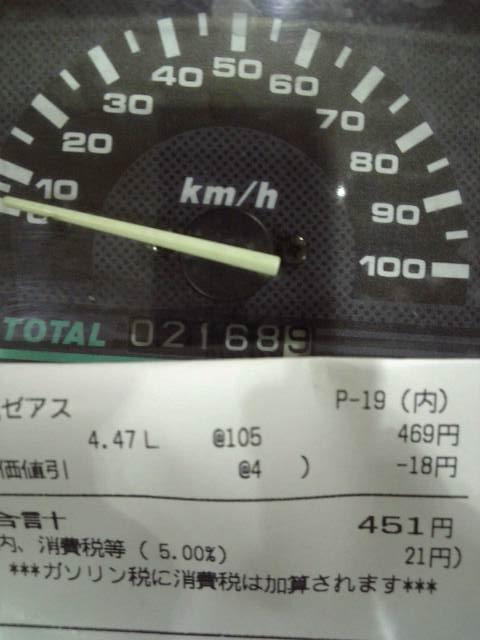 50
40
60
30
70
20
80
10
km/h
90
0
100
TOTAL 021689
ゼアス P-19 (内)
4.47L @105 469円
価値引 @4 ) -18円
合計 451円
内、消費税等 ( 5.00%) 21円)
***ガソリン税に消費税は加算されます***